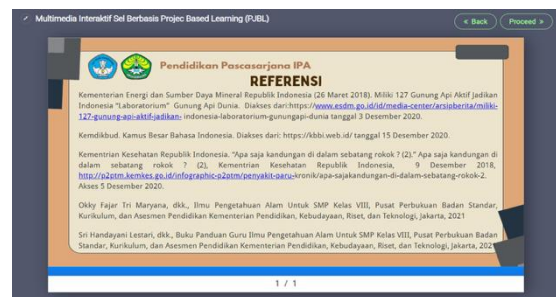 Multimedia Interaktif Sel Berbasis Projec Based Learning (PJBL)
« Back
Proceed »
Pendidikan Pascasarjana IPA
REFERENSI
Kementerian Energi dan Sumber Daya Mineral Republik Indonesia (26 Maret 2018). Miliki 127 Gunung Api Aktif Jadikan
Indonesia "Laboratorium" Gunung Api Dunia. Diakses dari:https://www.esdm.go.id/id/media-center/arsipberita/miliki-
127-gunung-api-aktif-jadikan- indonesia-laboratorium-gunungapi-dunia tanggal 3 Desember 2020.
Kemdikbud. Kamus Besar Bahasa Indonesia. Diakses dari: https://kbbi.web.id/ tanggal 15 Desember 2020.
Kementrian Kesehatan Republik Indonesia. "Apa saja kandungan di dalam sebatang rokok ? (2)." Apa saja kandungan di
dalam sebatang rokok ? (2), Kementrian Kesehatan Republik Indonesia, 9 Desember 2018,
http://p2ptm.kemkes.go.id/infographic-p2ptm/penyakit-paru-kronik/apa-sajakandungan-di-dalam-sebatang-rokok-2.
Akses 5 Desember 2020.
Okky Fajar Tri Maryana, dkk., Ilmu Pengetahuan Alam Untuk SMP Kelas VIII, Pusat Perbukuan Badan Standar,
Kurikulum, dan Asesmen Pendidikan Kementerian Pendidikan, Kebudayaan, Riset, dan Teknologi, Jakarta, 2021
Sri Handayani Lestari, dkk., Buku Panduan Guru Ilmu Pengetahuan Alam Untuk SMP Kelas VIII, Pusat Perbukuan Badan
Standar, Kurikulum, dan Asesmen Pendidikan Kementerian Pendidikan, Kebudayaan, Riset, dan Teknologi, Jakarta,
1 / 1